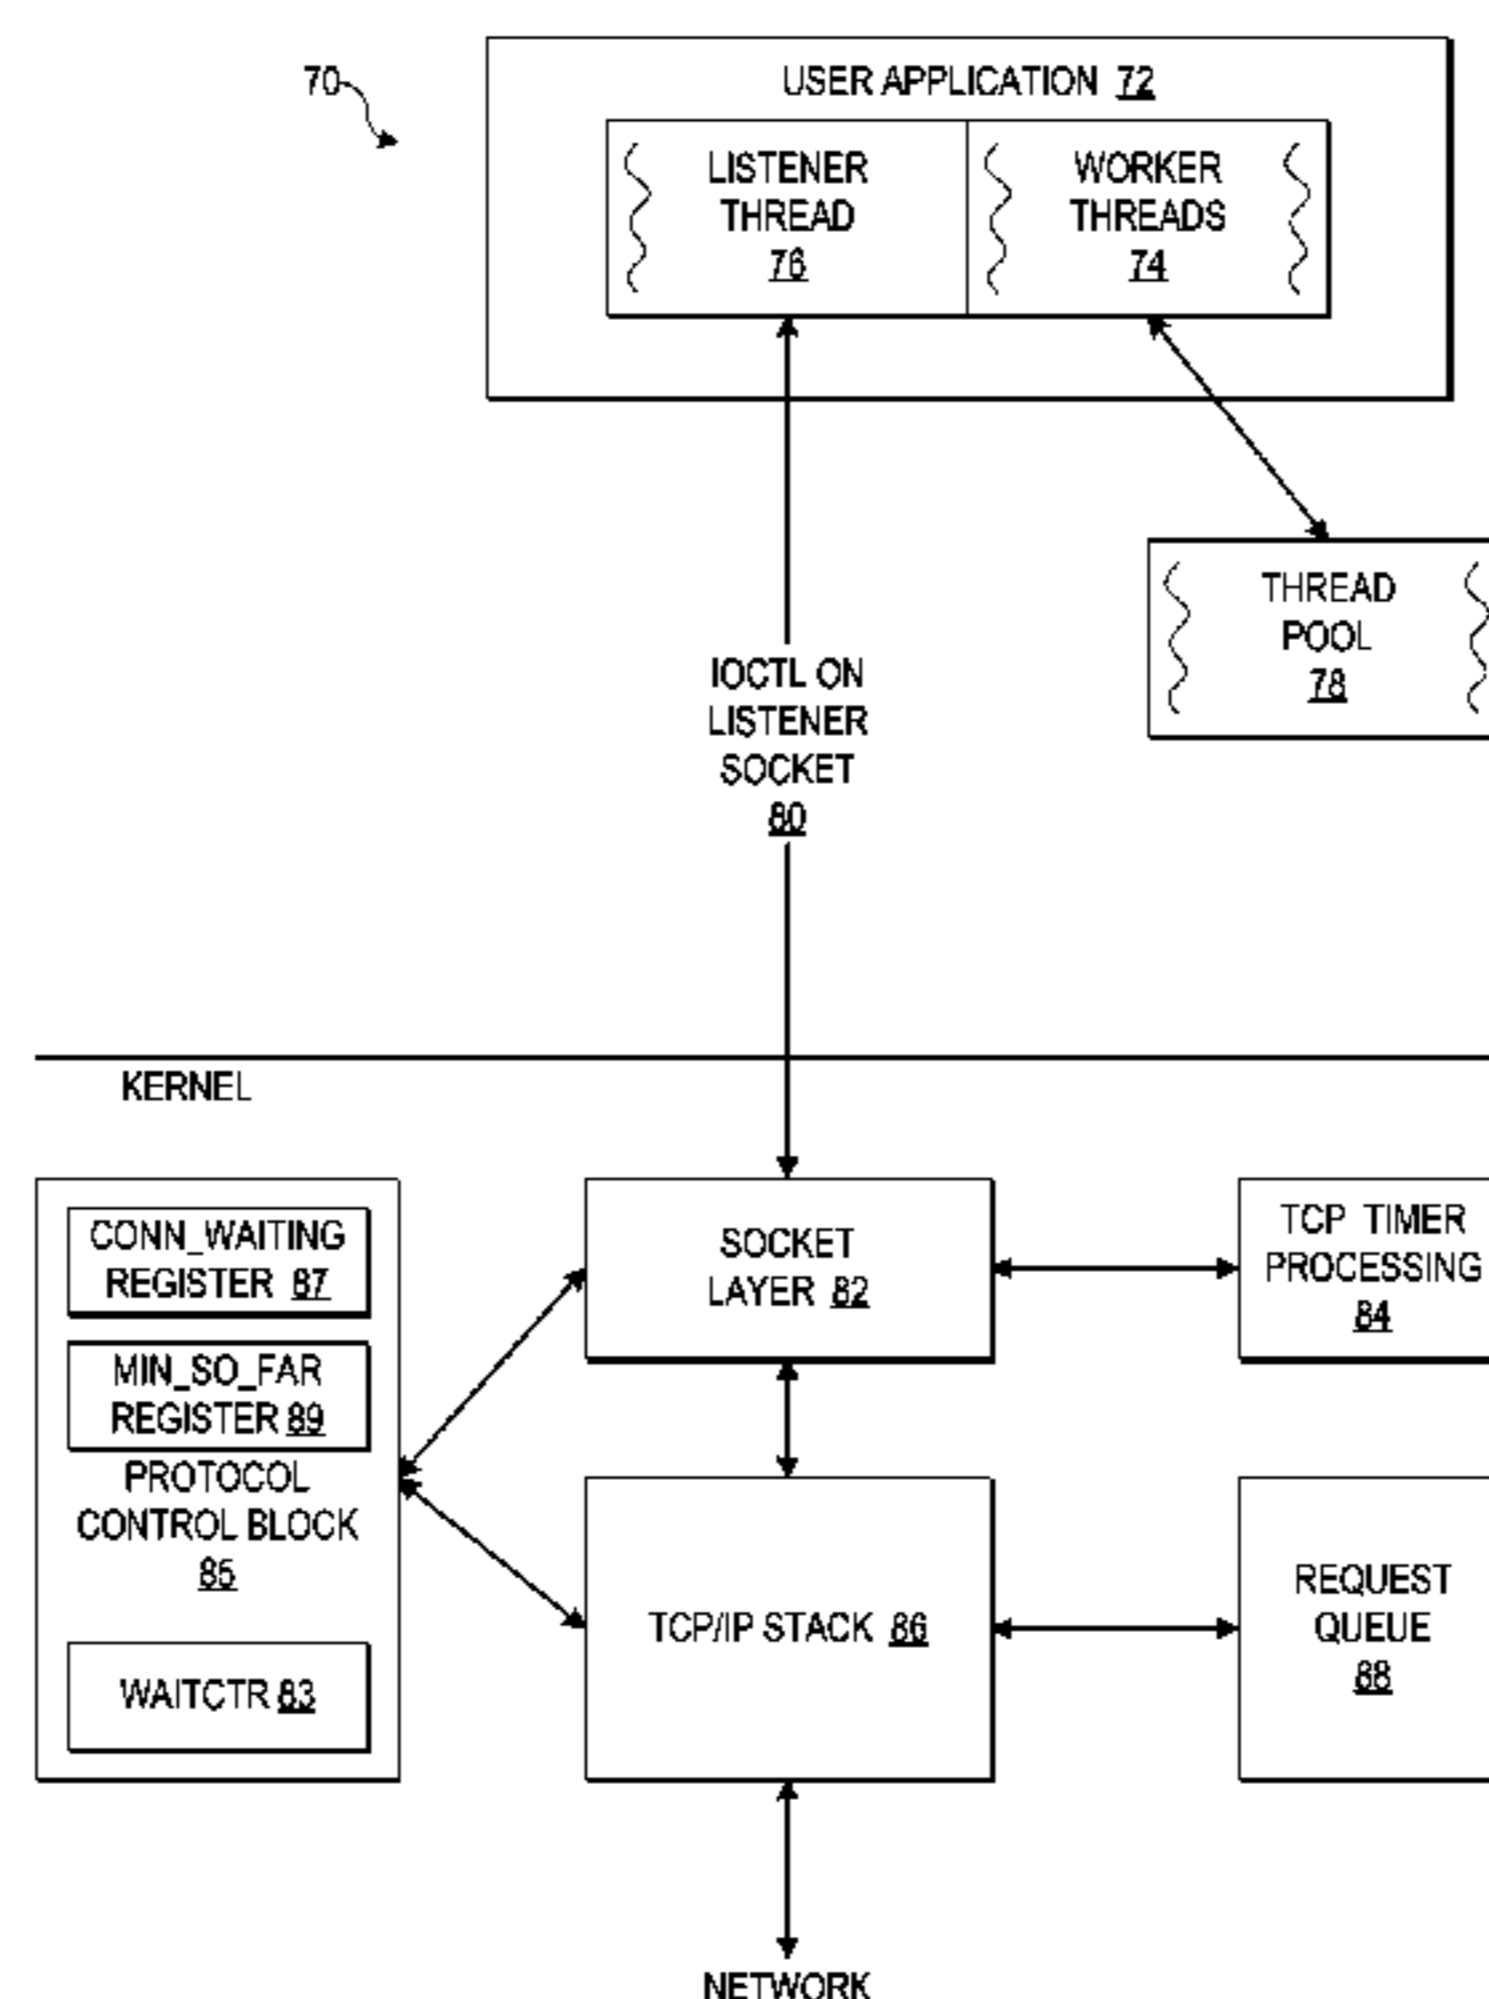 70
USER APPLICATION 72
LISTENER
THREAD
76
WORKER
THREADS
74
THREAD
POOL
78
IOCTL ON
LISTENER
SOCKET
80
KERNEL
CONN_WAITING
REGISTER 87
MIN_SO_FAR
REGISTER 89
PROTOCOL
CONTROL BLOCK
85
WAITCTR 83
SOCKET
LAYER 82
TCP TIMER
PROCESSING
84
TCP/IP STACK 86
REQUEST
QUEUE
88
NETWORK